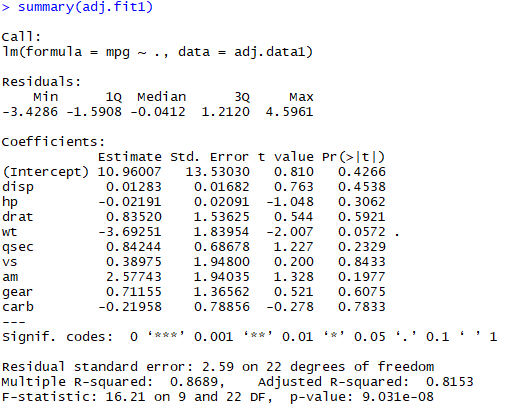 > summary(adj.fit1)
Call:
lm(formula = mpg ~ ., data = adj.data1)
Residuals:
    Min      1Q  Median      3Q     Max
-3.4286 -1.5908 -0.0412  1.2120  4.5961
Coefficients:
            Estimate Std. Error t value Pr(>|t|)
(Intercept) 10.96007   13.53030   0.810   0.4266
disp         0.01283    0.01682   0.763   0.4538
hp          -0.02191    0.02091  -1.048   0.3062
drat         0.83520    1.53625   0.544   0.5921
wt          -3.69251    1.83954  -2.007   0.0572 .
qsec         0.84244    0.68678   1.227   0.2329
vs           0.38975    1.94800   0.200   0.8433
am           2.57743    1.94035   1.328   0.1977
gear         0.71155    1.36562   0.521   0.6075
carb        -0.21958    0.78856  -0.278   0.7833
---
Signif. codes:  0 ‘***’ 0.001 ‘**’ 0.01 ‘*’ 0.05 ‘.’ 0.1 ‘ ’ 1
Residual standard error: 2.59 on 22 degrees of freedom
Multiple R-squared:  0.8689,    Adjusted R-squared:  0.8153
F-statistic: 16.21 on 9 and 22 DF,  p-value: 9.031e-08